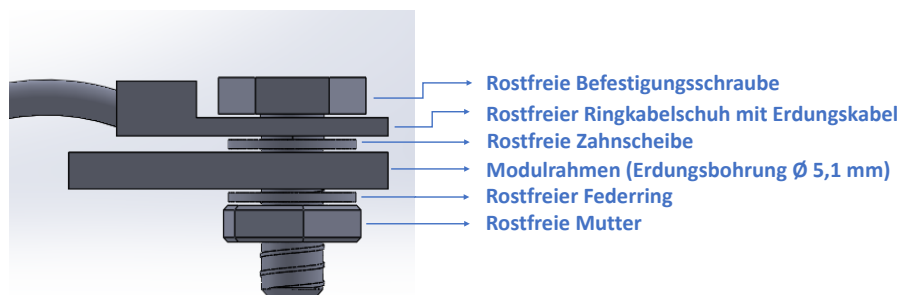 Rostfreie Befestigungsschraube
Rostfreier Ringkabelschuh mit Erdungskabel
Rostfreie Zahnscheibe
Modulrahmen (Erdungsbohrung Ø 5,1 mm)
Rostfreier Federring
Rostfreie Mutter